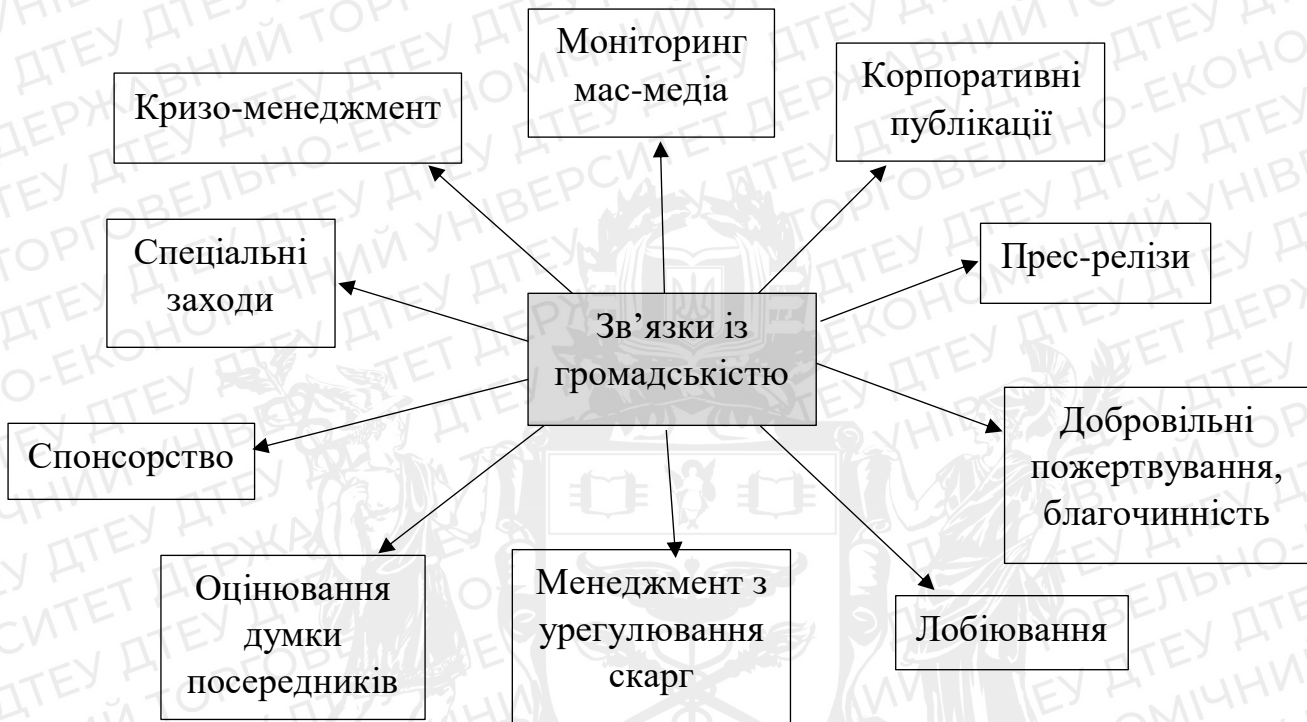 Моніторинг
мас-медіа
Корпоративні
публікації
Кризо-менеджмент
Спеціальні
заходи
Прес-релізи
Зв’язки із
громадськістю
Спонсорство
Добровільні
пожертвування,
благочинність
Оцінювання
думки
посередників
Менеджмент з
урегулювання
скарг
Лобіювання